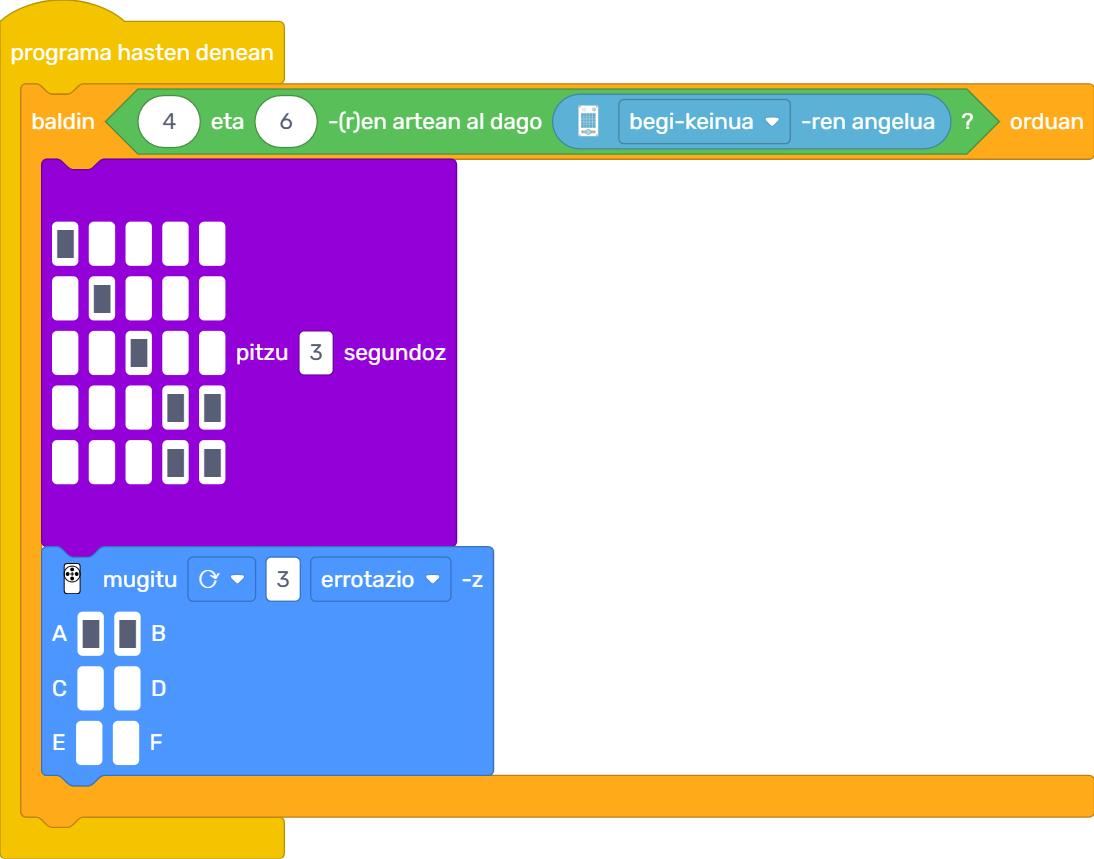 programa hasten denean
baldin 4 eta 6 -(r)en artean al dago begi-keinua -ren angelua ? orduan
pitzu 3 segundoz
mugitu 3 errotazio -z
A B
C D
E F